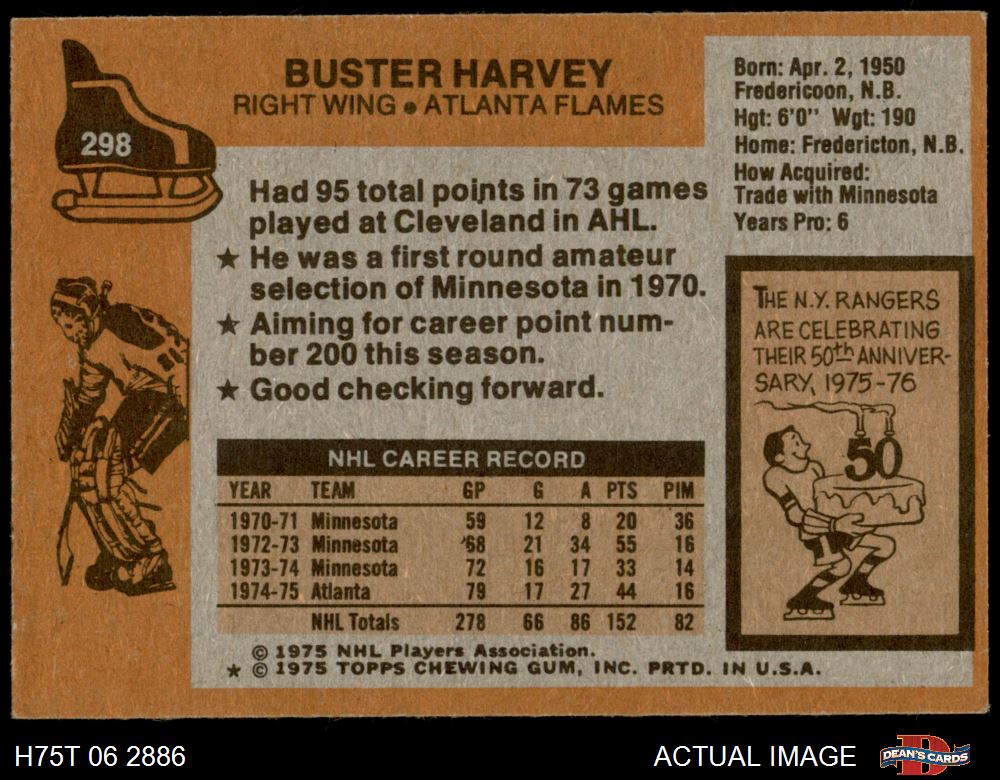 298
BUSTER HARVEY
RIGHT WING • ATLANTA FLAMES
Born: Apr. 2, 1950
Fredericoon, N.B.
Hgt: 6'0" Wgt: 190
Home: Fredericton, N.B.
How Acquired:
Trade with Minnesota
Years Pro: 6
Had 95 total points in 73 games
played at Cleveland in AHL.
★ He was a first round amateur
selection of Minnesota in 1970.
★ Aiming for career point num-
ber 200 this season.
★ Good checking forward.
THE N.Y. RANGERS
ARE CELEBRATING
THEIR 50th ANNIVER-
SARY, 1975-76
50
NHL CAREER RECORD
YEAR TEAM GP G A PTS PIM
1970-71 Minnesota 59 12 8 20 36
1972-73 Minnesota 68 21 34 55 16
1973-74 Minnesota 72 16 17 33 14
1974-75 Atlanta 79 17 27 44 16
NHL Totals 278 66 86 152 82
© 1975 NHL Players Association.
★ © 1975 TOPPS CHEWING GUM, INC. PRTD. IN U.S.A.
H75T 06 2886
ACTUAL IMAGE
DEAN'S CARDS